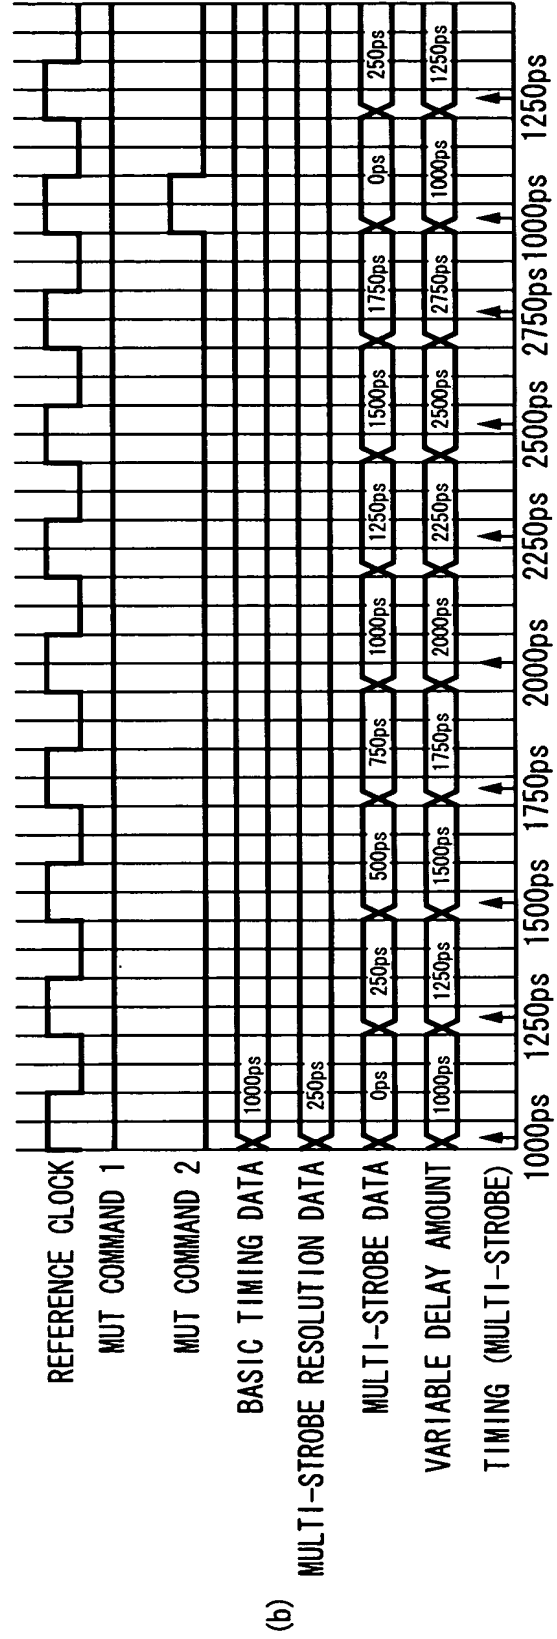 REFERENCE CLOCK
MUT COMMAND 1
MUT COMMAND 2
BASIC TIMING DATA 1000ps
MULTI-STROBE RESOLUTION DATA 250ps
MULTI-STROBE DATA 0ps 250ps 500ps 750ps 1000ps 1250ps 1500ps 1750ps 0ps 250ps
VARIABLE DELAY AMOUNT 1000ps 1250ps 1500ps 1750ps 2000ps 2250ps 2500ps 2750ps 1000ps 1250ps
TIMING (MULTI-STROBE)
1000ps 1250ps 1500ps 1750ps 2000ps 2250ps 2500ps 2750ps 1000ps 1250ps
(b)